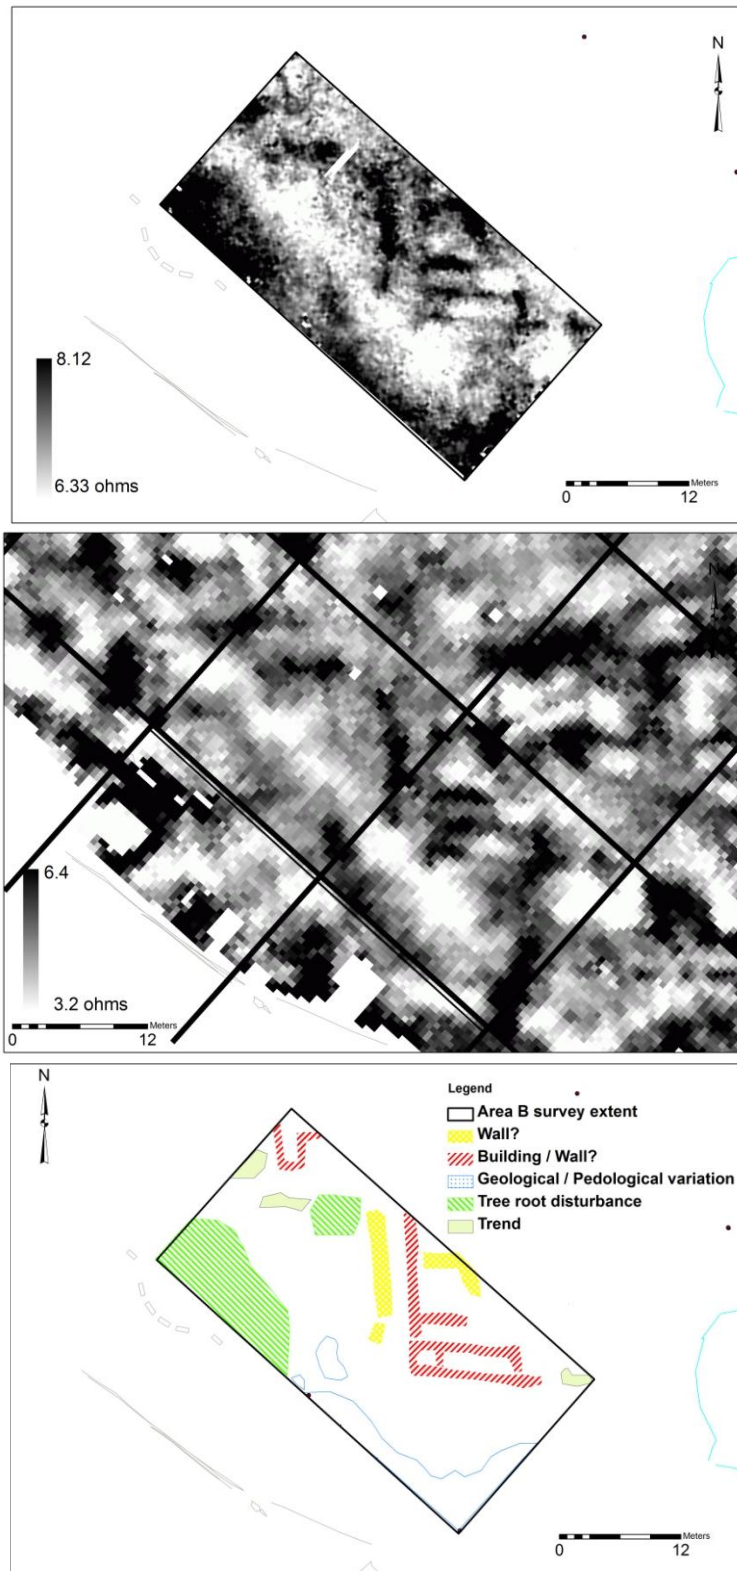 N
8.12
6.33 ohms
Meters
0 12
N
6.4
3.2 ohms
Meters
0 12
N
Legend
Area B survey extent
Wall?
Building / Wall?
Geological / Pedological variation
Tree root disturbance
Trend
Meters
0 12